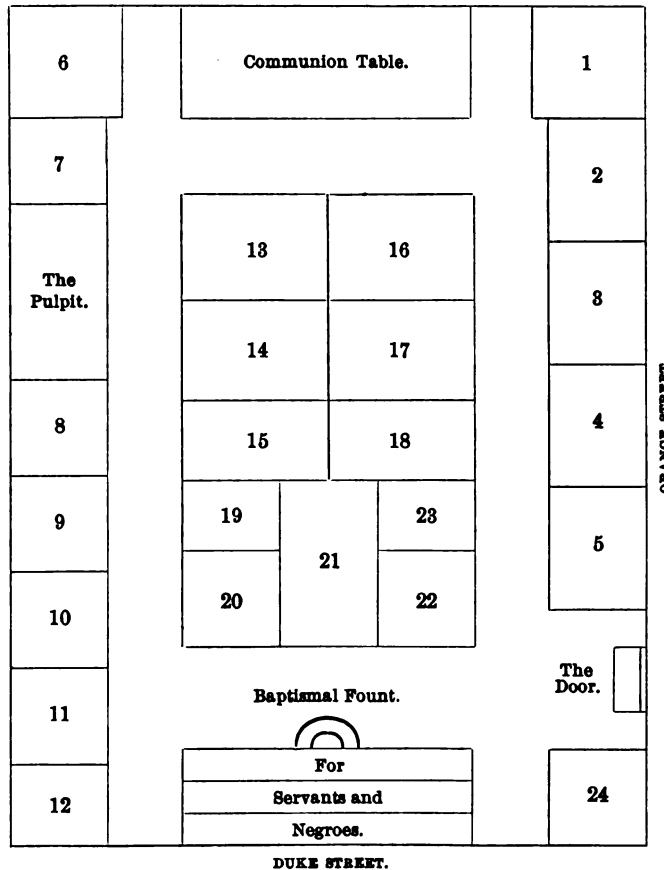 6
Communion Table.
1
7
2
13
16
The
Pulpit.
3
14
17
8
4
15
18
ORANGE STREET
19
23
9
5
21
20
22
10
The
Door.
Baptismal Fount.
11
For
12
Servants and
24
Negroes.
DUKE STREET.